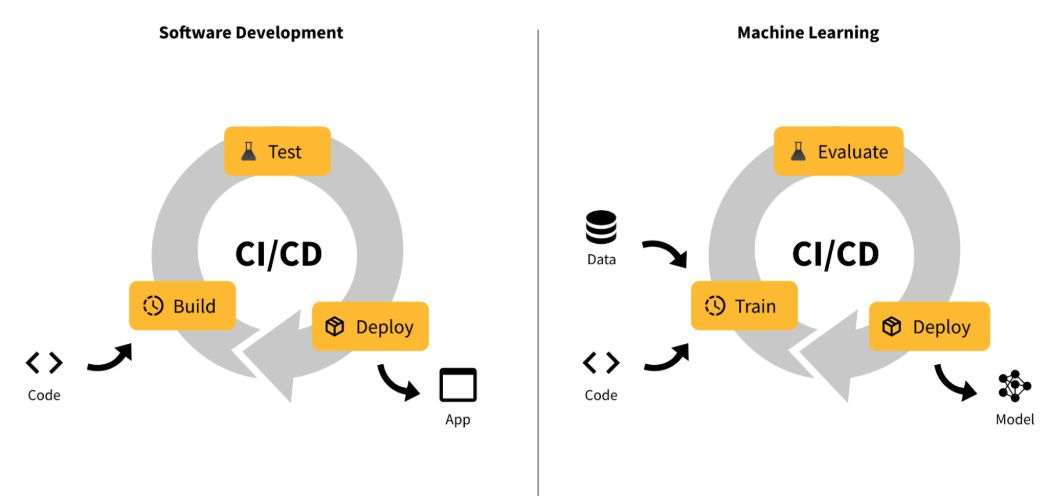 Software Development
Test
CI/CD
Build
Deploy
Code
App
Machine Learning
Evaluate
Data
CI/CD
Train
Deploy
Code
Model